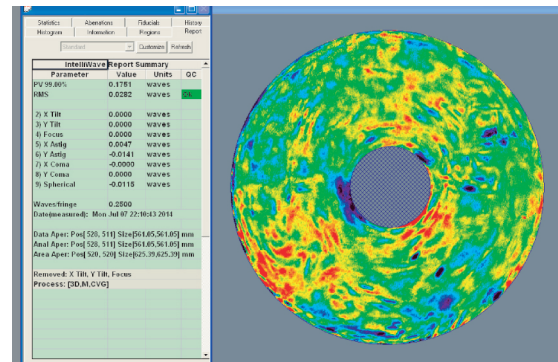 Statistics Aberrations Fiducials History
Histogram Information Regions Report
Standard Customize Refresh
IntelliWave Report Summary
Parameter Value Units QC
PV 99.80% 0.1751 waves
RMS 0.0282 waves OK
2) X Tilt 0.0000 waves
3) Y Tilt 0.0000 waves
4) Focus 0.0000 waves
5) X Astig 0.0047 waves
6) Y Astig -0.0141 waves
7) X Coma -0.0000 waves
8) Y Coma 0.0000 waves
9) Spherical -0.0115 waves
Waves/fringe 0.2500
Date(measured): Mon Jul 07 22:10:43 2014
Data Aper: Pos[ 528, 511] Size[561.05,561.05] mm
Anal Aper: Pos[ 528, 511] Size[561.05,561.05] mm
Area Aper: Pos[ 520, 520] Size[625.39,625.39] mm
Removed: X Tilt, Y Tilt, Focus
Process: [3D,M,CVG]